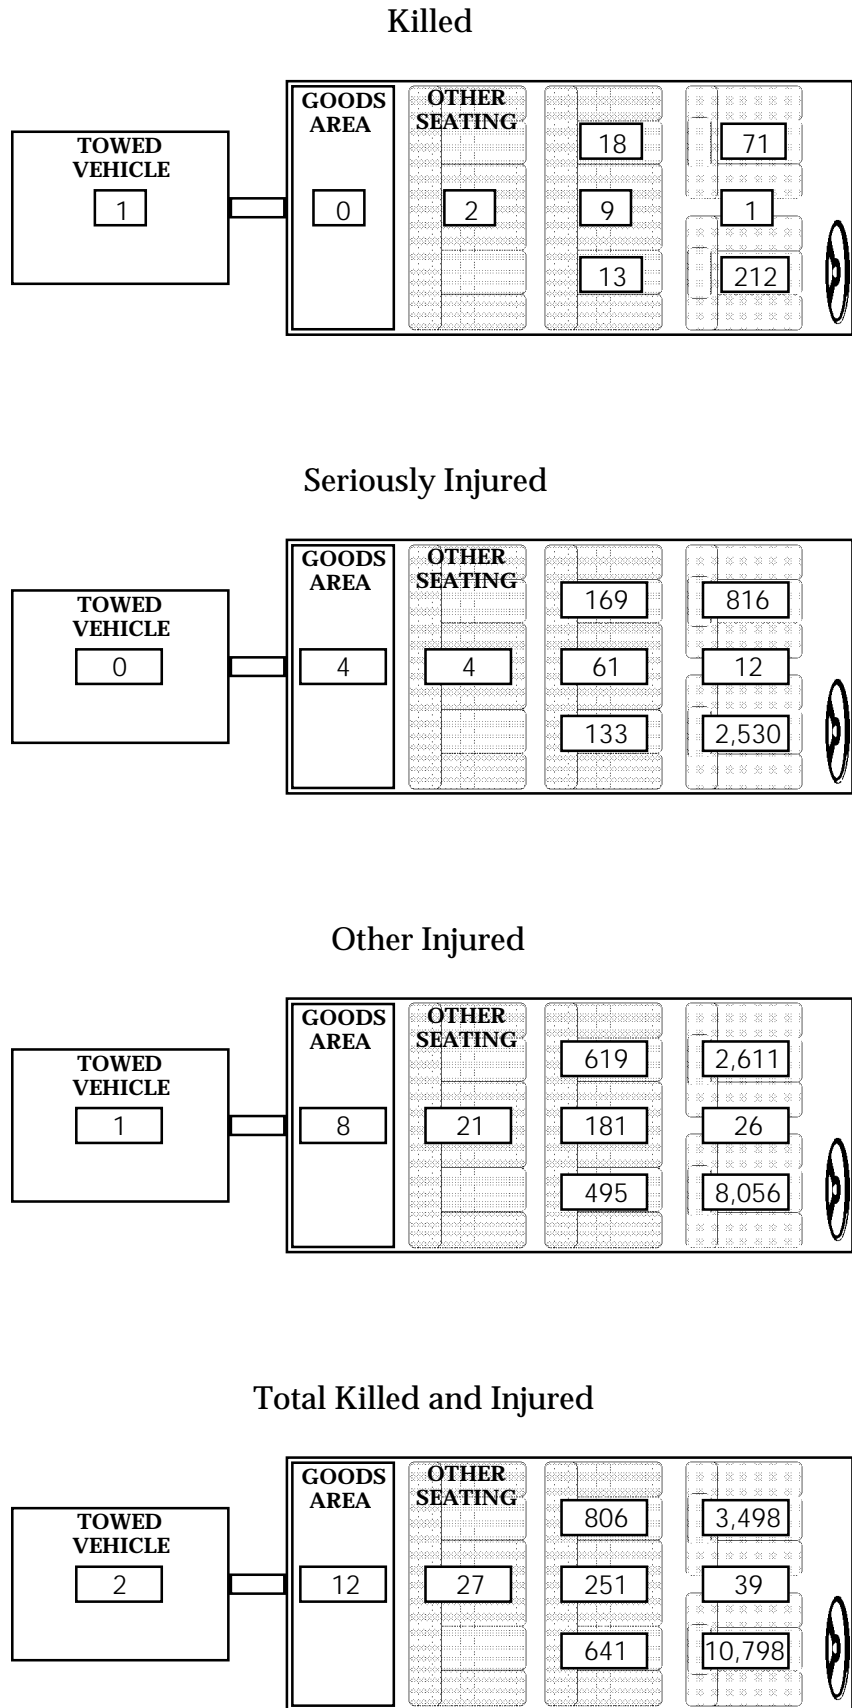 Killed
GOODS
AREA
OTHER
SEATING
TOWED
VEHICLE
18 71
1 0 2 9 1
13 212
Seriously Injured
GOODS
AREA
OTHER
SEATING
TOWED
VEHICLE
169 816
0 4 4 61 12
133 2,530
Other Injured
GOODS
AREA
OTHER
SEATING
TOWED
VEHICLE
619 2,611
1 8 21 181 26
495 8,056
Total Killed and Injured
GOODS
AREA
OTHER
SEATING
TOWED
VEHICLE
806 3,498
2 12 27 251 39
641 10,798